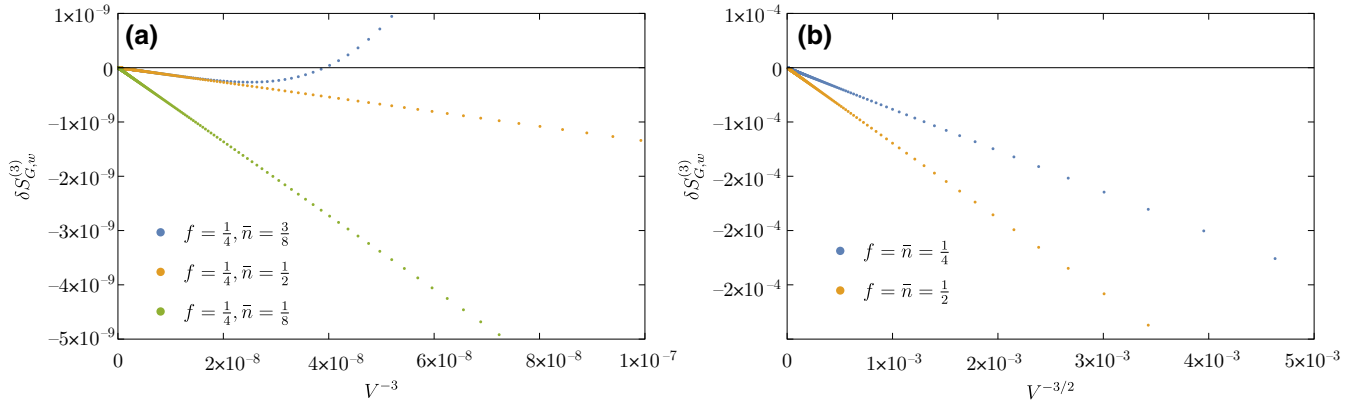 (a)
1×10⁻⁹
0
−1×10⁻⁹
−2×10⁻⁹
−3×10⁻⁹
−4×10⁻⁹
−5×10⁻⁹
δS^{(3)}_{G,w}
f = 1/4, n̄ = 3/8
f = 1/4, n̄ = 1/2
f = 1/4, n̄ = 1/8
0 2×10⁻⁸ 4×10⁻⁸ 6×10⁻⁸ 8×10⁻⁸ 1×10⁻⁷
V⁻³
(b)
1×10⁻⁴
0
−1×10⁻⁴
−2×10⁻⁴
−2×10⁻⁴
−2×10⁻⁴
δS^{(3)}_{G,w}
f = n̄ = 1/4
f = n̄ = 1/2
0 1×10⁻³ 2×10⁻³ 3×10⁻³ 4×10⁻³ 5×10⁻³
V^{−3/2}